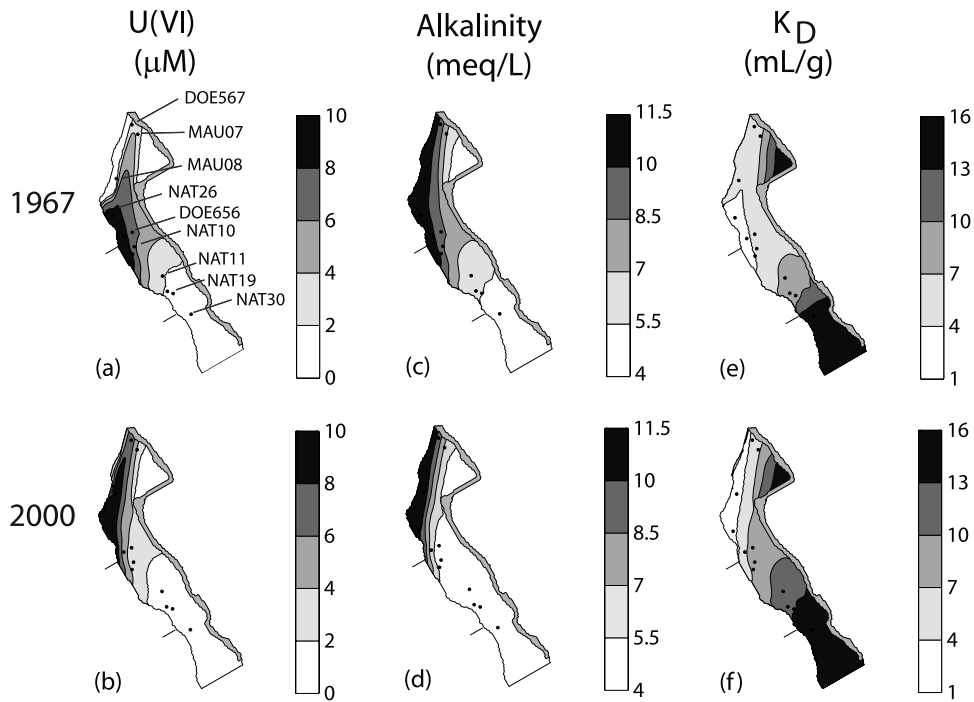 U(VI)
(μM)
Alkalinity
(meq/L)
K D
(mL/g)
1967
DOE567
MAU07
MAU08
NAT26
DOE656
NAT10
NAT11
NAT19
NAT30
(a)
10
8
6
4
2
0
(c)
11.5
10
8.5
7
5.5
4
(e)
16
13
10
7
4
1
2000
(b)
10
8
6
4
2
0
(d)
11.5
10
8.5
7
5.5
4
(f)
16
13
10
7
4
1